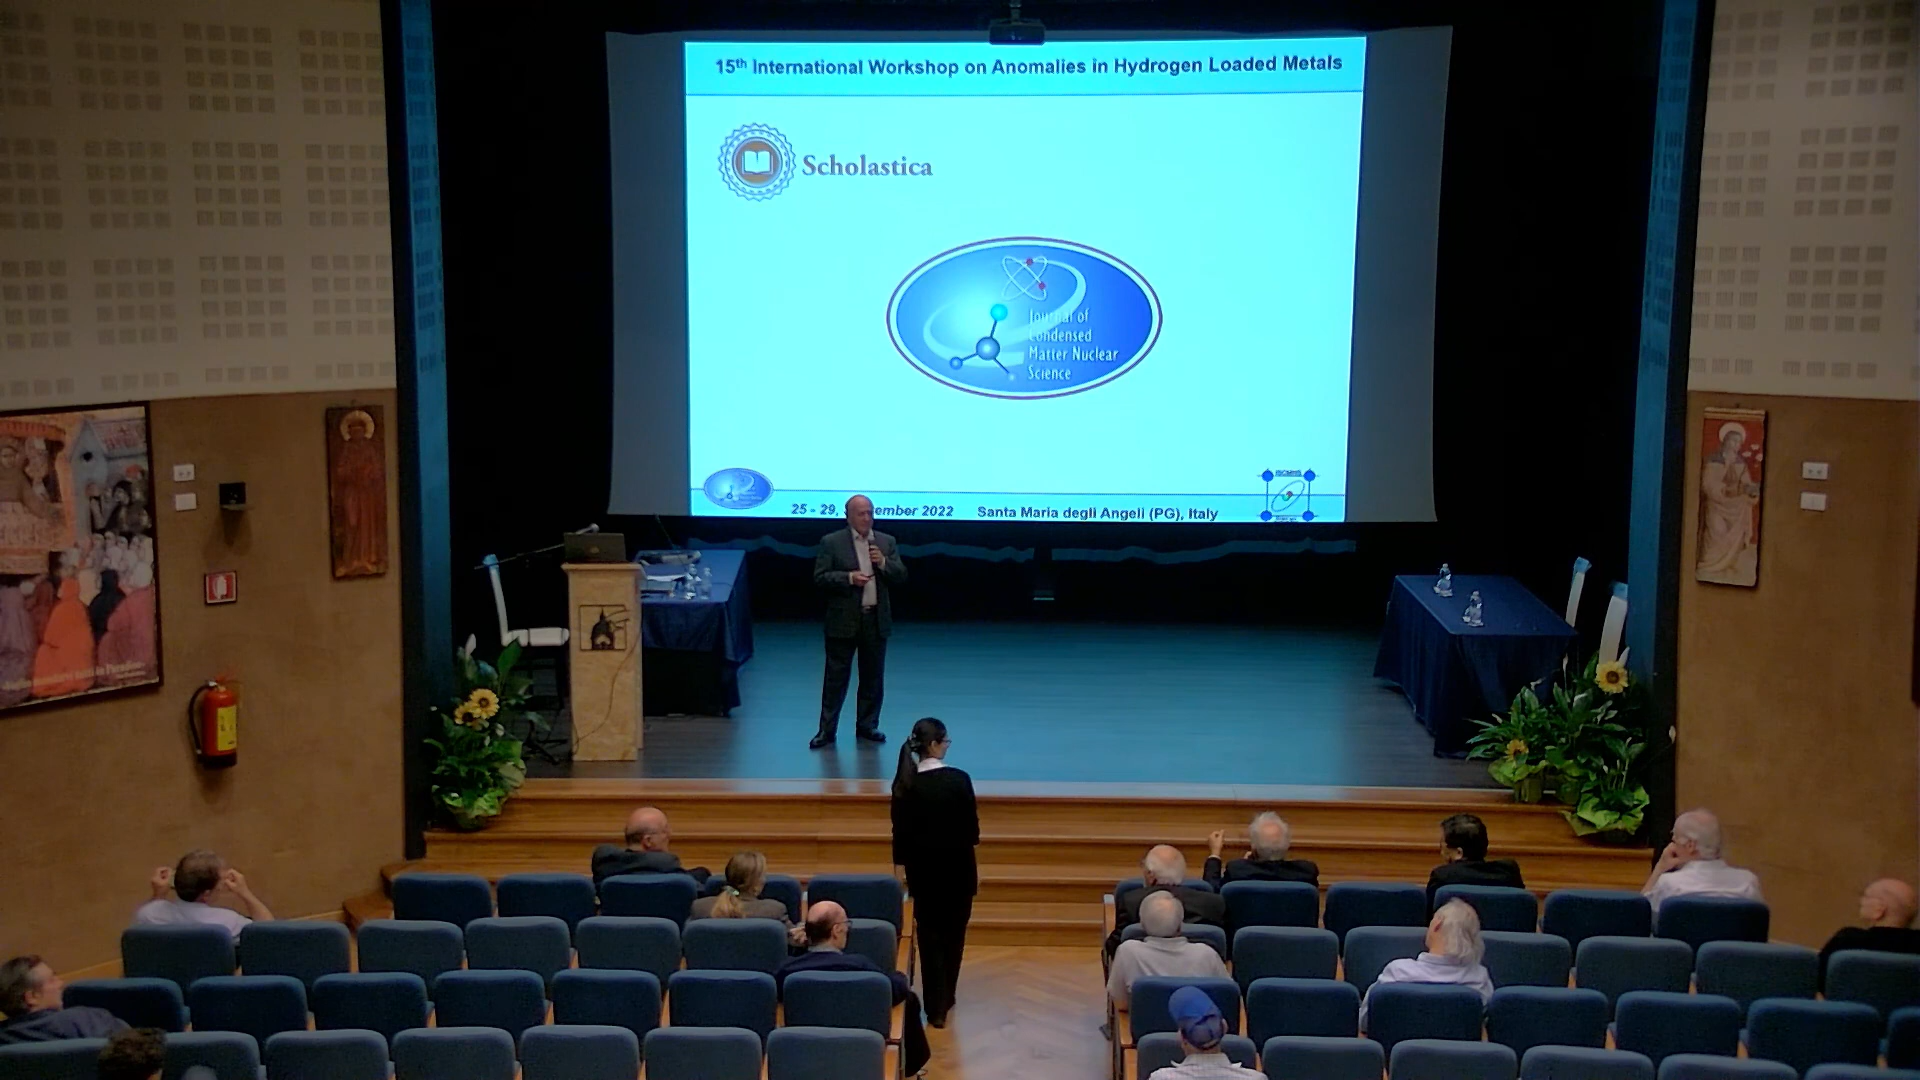 15th International Workshop on Anomalies in Hydrogen Loaded Metals
Scholastica
Journal of
Condensed
Matter Nuclear
Science
25 - 29, ember 2022 Santa Maria degli Angeli (PG), Italy